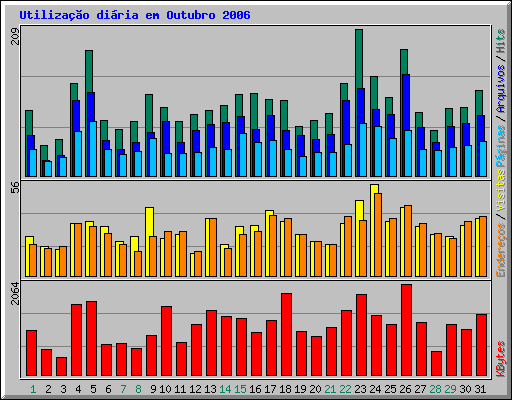 Utilização diária em Outubro 2006
209
56
2064
Páginas / Arquivos / Hits
Endereços / Visitas
KBytes
1 2 3 4 5 6 7 8 9 10 11 12 13 14 15 16 17 18 19 20 21 22 23 24 25 26 27 28 29 30 31